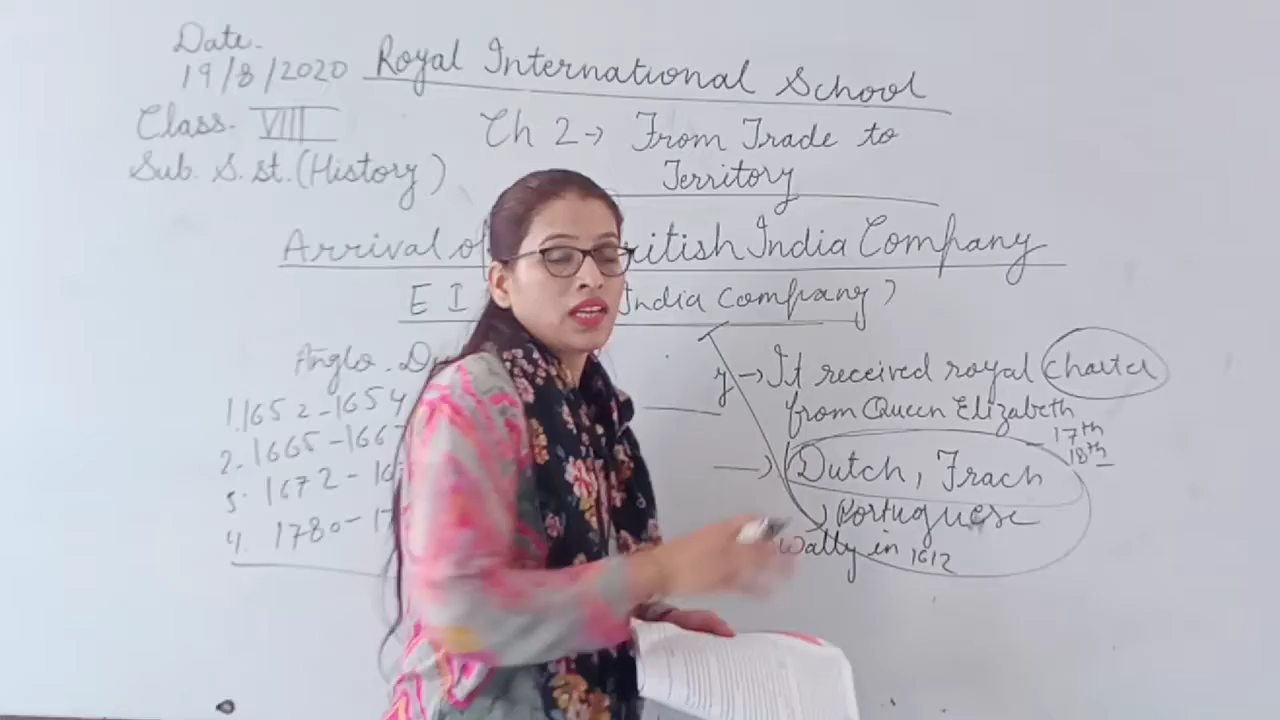 Date.
19/8/2020
Royal International School
Class. VIII
Ch 2 → From Trade to
Sub. S.st. (History)
Territory
Arrival of British India Company
E I India Company)
Anglo. Du
1. 1652 - 1654
2. 1665 - 1667
3. 1672 - 16
4. 1780 - 17
y → It received royal charter
from Queen Elizabeth
17th
18th
Dutch, Frach
Portuguese
in 1612